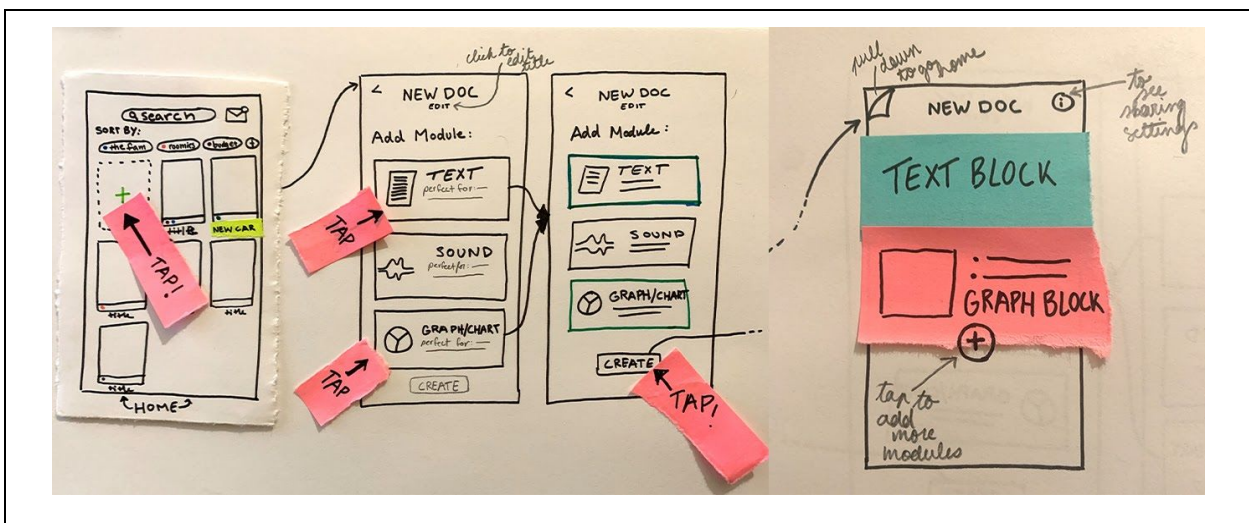 search
SORT BY:
the fam
roomies
budget
$
+
TAP!
title
NEW CAR
title
title
title
HOME
click to
edit
title
< NEW DOC
EDIT
Add Module:
TEXT
perfect for:
TAP
SOUND
perfect for:
GRAPH/CHART
perfect for:
TAP
CREATE
< NEW DOC
EDIT
Add Module:
TEXT
SOUND
GRAPH/CHART
CREATE
TAP!
pull
down
to go home
NEW DOC
i
to
see
sharing
settings
TEXT BLOCK
GRAPH BLOCK
+
tap to
add
more
modules